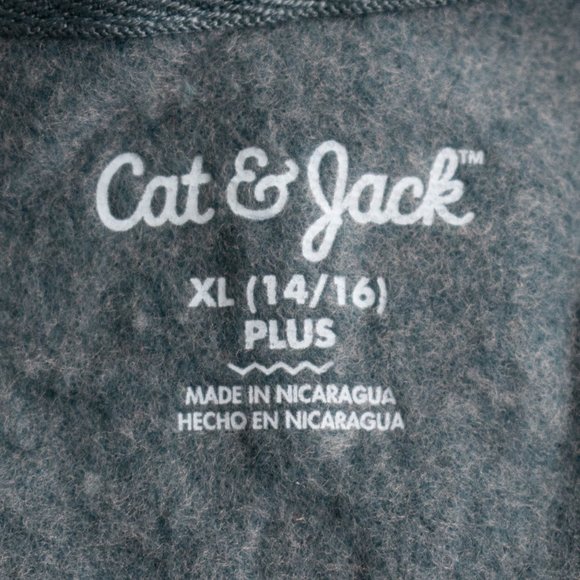 Cat & Jack™
XL (14/16)
PLUS
MADE IN NICARAGUA
HECHO EN NICARAGUA